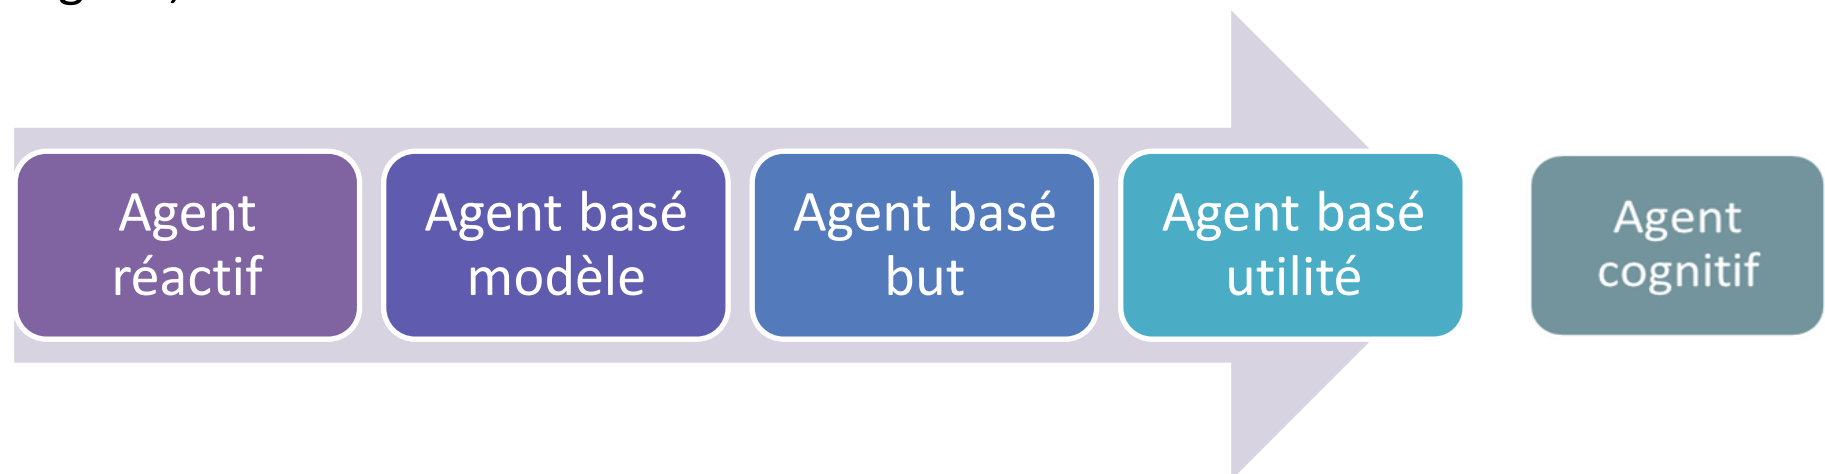 Agent
réactif
Agent basé
modèle
Agent basé
but
Agent basé
utilité
Agent
cognitif